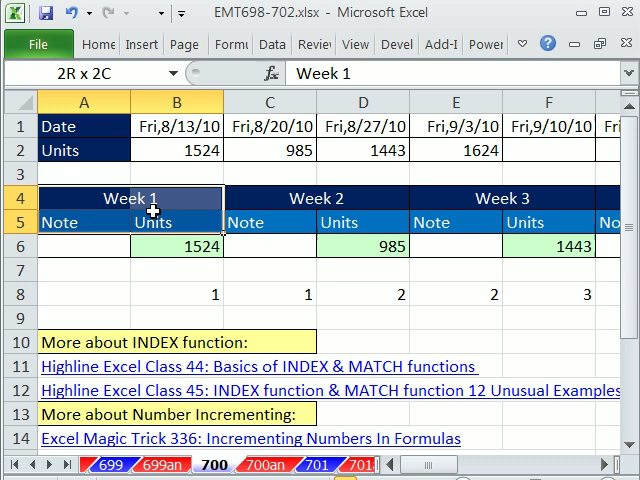 EMT698-702.xlsx - Microsoft Excel
File Home Insert Page Formu Data Reviev View Devel Add-I Power
2R x 2C fx Week 1
A B C D E F
1 Date Fri,8/13/10 Fri,8/20/10 Fri,8/27/10 Fri,9/3/10 Fri,9/10/10 F
2 Units 1524 985 1443 1624
3
4 Week 1 Week 2 Week 3
5 Note Units Note Units Note Units No
6 1524 985 1443
7
8 1 1 2 2 3
9
10 More about INDEX function:
11 Highline Excel Class 44: Basics of INDEX & MATCH functions
12 Highline Excel Class 45: INDEX function & MATCH function 12 Unusual Examples
13 More about Number Incrementing:
14 Excel Magic Trick 336: Incrementing Numbers In Formulas
699 699an 700 700an 701 701